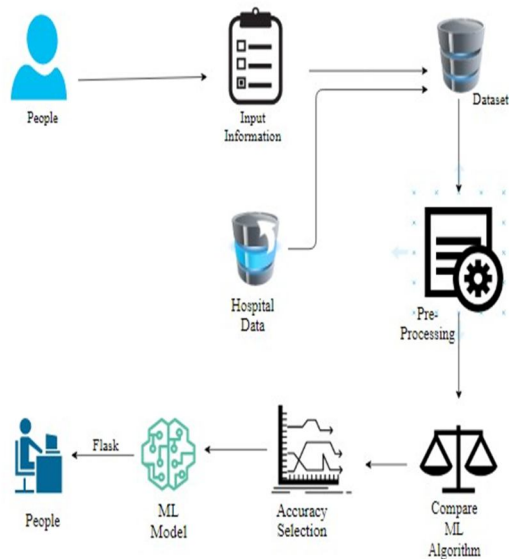 People
Input
Information
Dataset
Hospital
Data
Pre-
Processing
People
Flask
ML
Model
Accuracy
Selection
Compare
ML
Algorithm